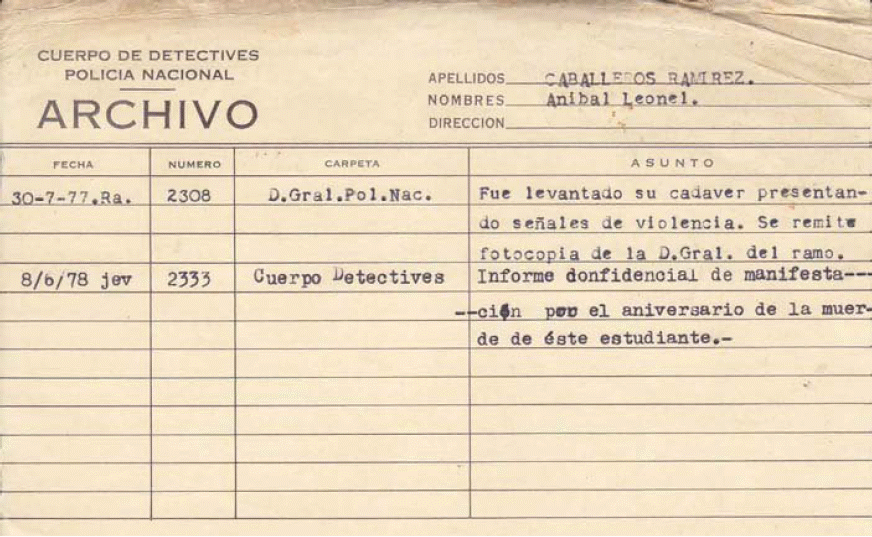 CUERPO DE DETECTIVES
POLICIA NACIONAL
ARCHIVO
APELLIDOS CABALLEROS RAMIREZ.
NOMBRES Anibal Leonel.
DIRECCION
FECHA NUMERO CARPETA ASUNTO
30-7-77.Ra. 2308 D.Gral.Pol.Nac. Fue levantado su cadaver presentan-
do señales de violencia. Se remite
fotocopia de la D.Gral. del ramo.
8/6/78 jev 2333 Cuerpo Detectives Informe donfidencial de manifesta---
--ción por el aniversario de la muer-
de de éste estudiante.-